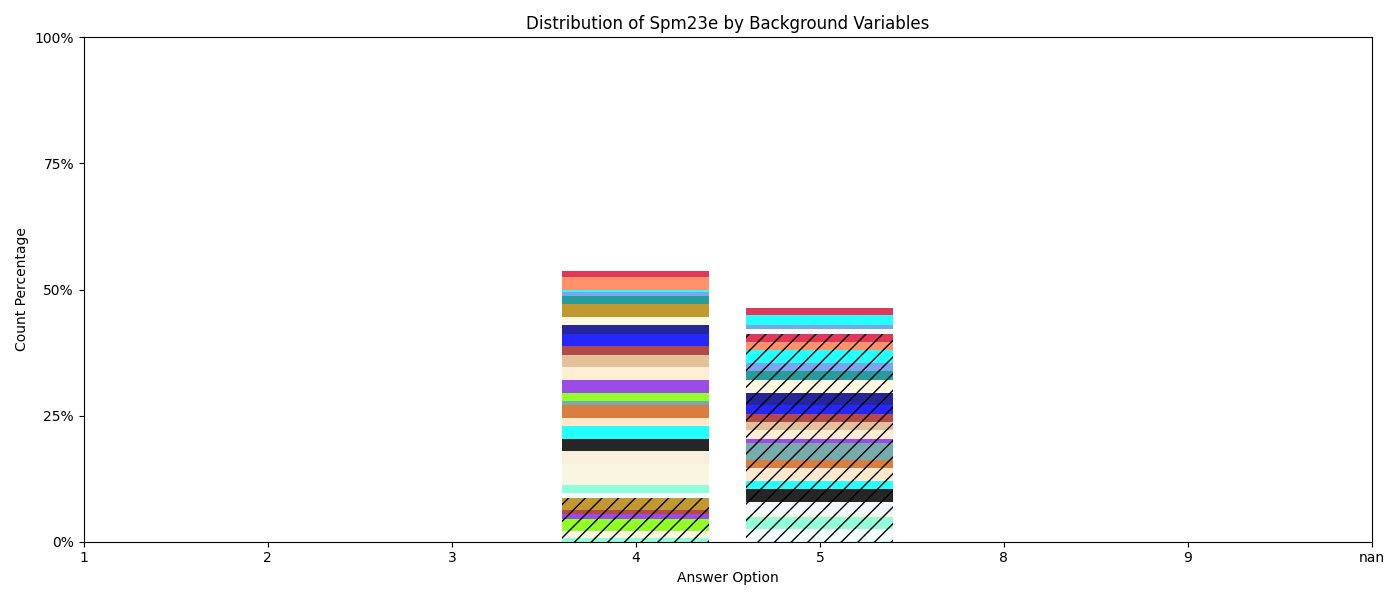 Distribution of Spm23e by Background Variables
100%
75%
50%
25%
0%
Count Percentage
1 2 3 4 5 8 9 nan
Answer Option